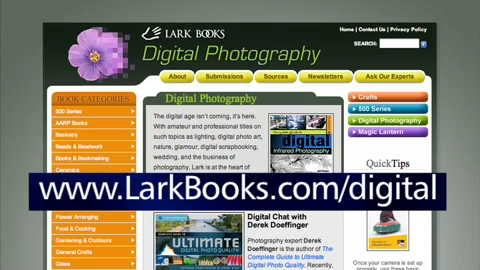 LARK BOOKS
Digital Photography
Home | Contact Us | Privacy Policy
SEARCH:
About
Submissions
Sources
Newsletters
Ask Our Experts
BOOK CATEGORIES
500 Series
AARP Books
Basketry
Beads & Beadwork
Books & Bookmaking
Ceramics
Flower Arranging
Food & Cooking
Gardening & Outdoors
General Crafts
Glass
Digital Photography
The digital age isn't coming, it's here.
With amateur and professional titles on
such topics as lighting, digital photo art,
nature, glamour, digital scrapbooking,
wedding, and the business of
photography, Lark is at the heart of
digital
Infrared Photography
Crafts
500 Series
Digital Photography
Magic Lantern
QuickTips
www.LarkBooks.com/digital
COMPLETE GUIDE TO
ULTIMATE
DIGITAL PHOTO QUALITY
Digital Chat with
Derek Doeffinger
Photography expert Derek
Doeffinger is the author of The
Complete Guide to Ultimate
Digital Photo Quality. Recently,
Once your camera is set up